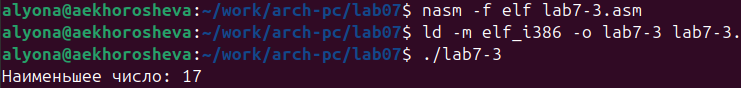 alyona@aekhorosheva:~/work/arch-pc/lab07$ nasm -f elf lab7-3.asm
alyona@aekhorosheva:~/work/arch-pc/lab07$ ld -m elf_i386 -o lab7-3 lab7-3.
alyona@aekhorosheva:~/work/arch-pc/lab07$ ./lab7-3
Наименьшее число: 17